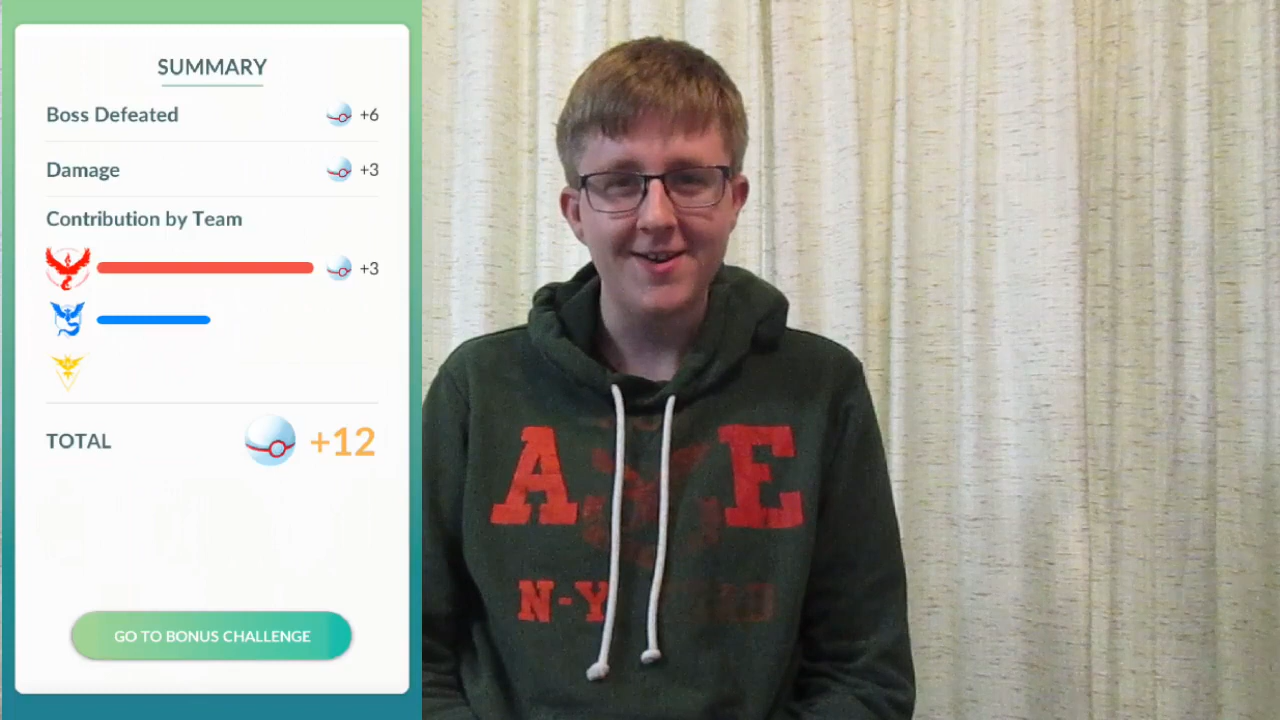 SUMMARY
Boss Defeated +6
Damage +3
Contribution by Team
+3
TOTAL +12
GO TO BONUS CHALLENGE
A E
N-Y